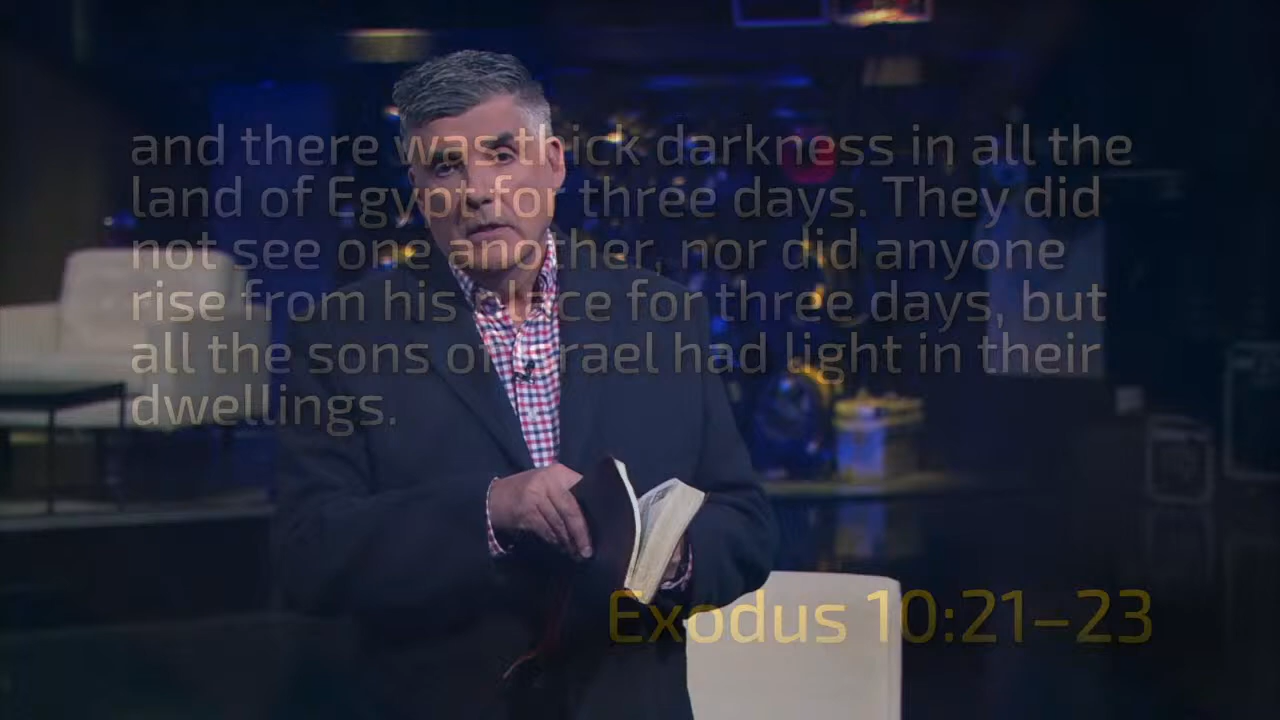 and there was thick darkness in all the
land of Egypt for three days. They did
not see one another, nor did anyone
rise from his place for three days, but
all the sons of Israel had light in their
dwellings.
Exodus 10:21–23